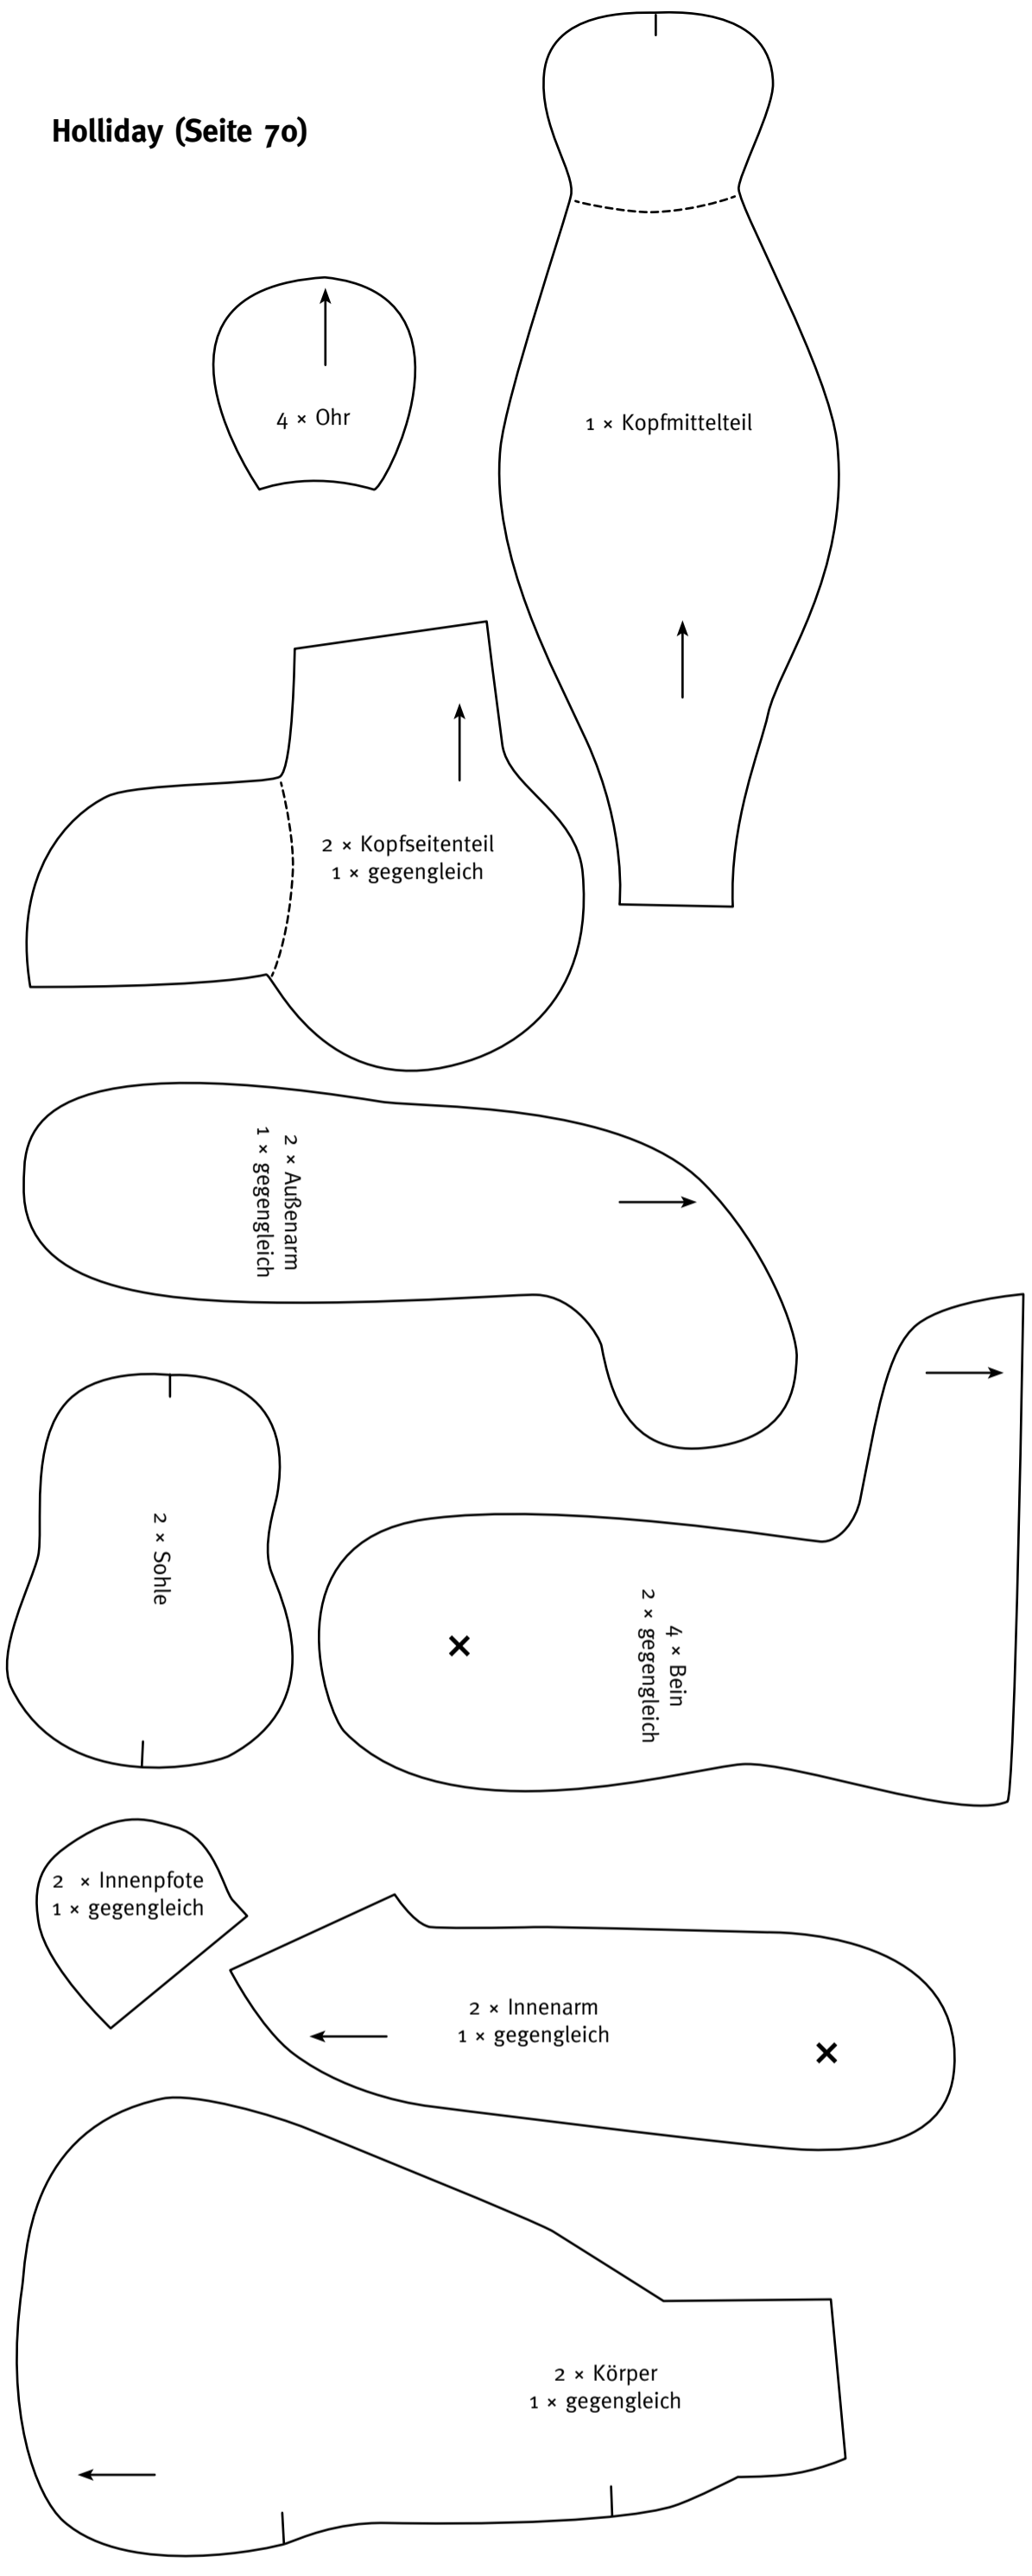 Holliday (Seite 70)
4 × Ohr
1 × Kopfmittelteil
2 × Kopfseitenteil
1 × gegengleich
2 × Außenarm
1 × gegengleich
2 × Sohle
4 × Bein
2 × gegengleich
2 × Innenpfote
1 × gegengleich
2 × Innenarm
1 × gegengleich
2 × Körper
1 × gegengleich